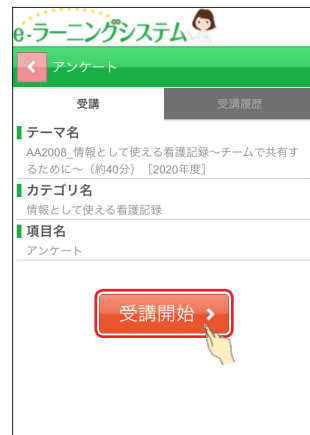 e-ラーニングシステム
アンケート
受講 受講履歴
テーマ名
AA2008_情報として使える看護記録～チームで共有す
るために～（約40分）［2020年度］
カテゴリ名
情報として使える看護記録
項目名
アンケート
受講開始